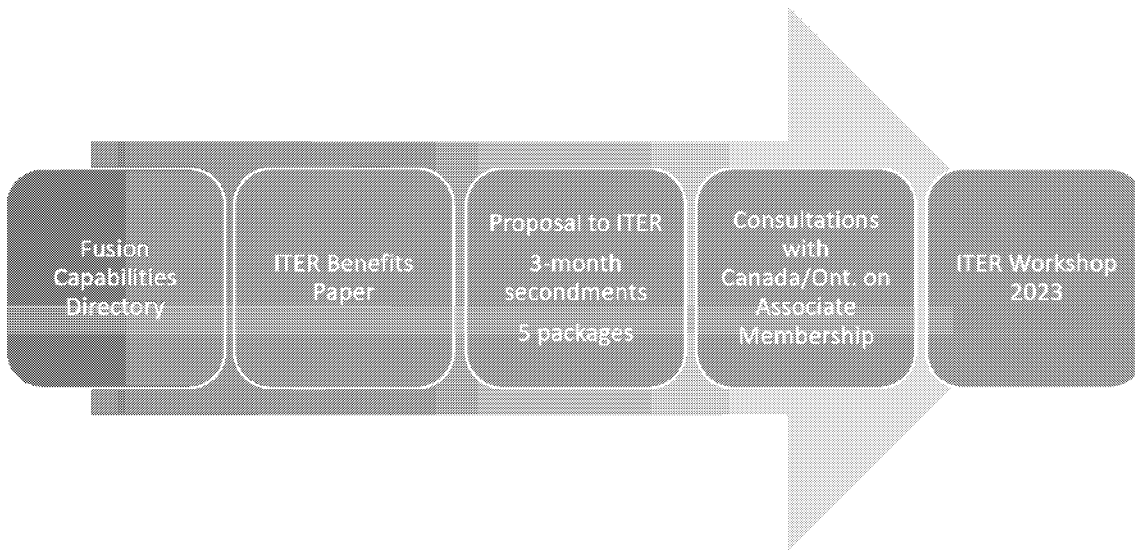 Fusion
Capabilities
Directory
ITER Benefits
Paper
Proposal to ITER
3-month
secondments
5 packages
Consultations
with
Canada/Ont. on
Associate
Membership
ITER Workshop
2023